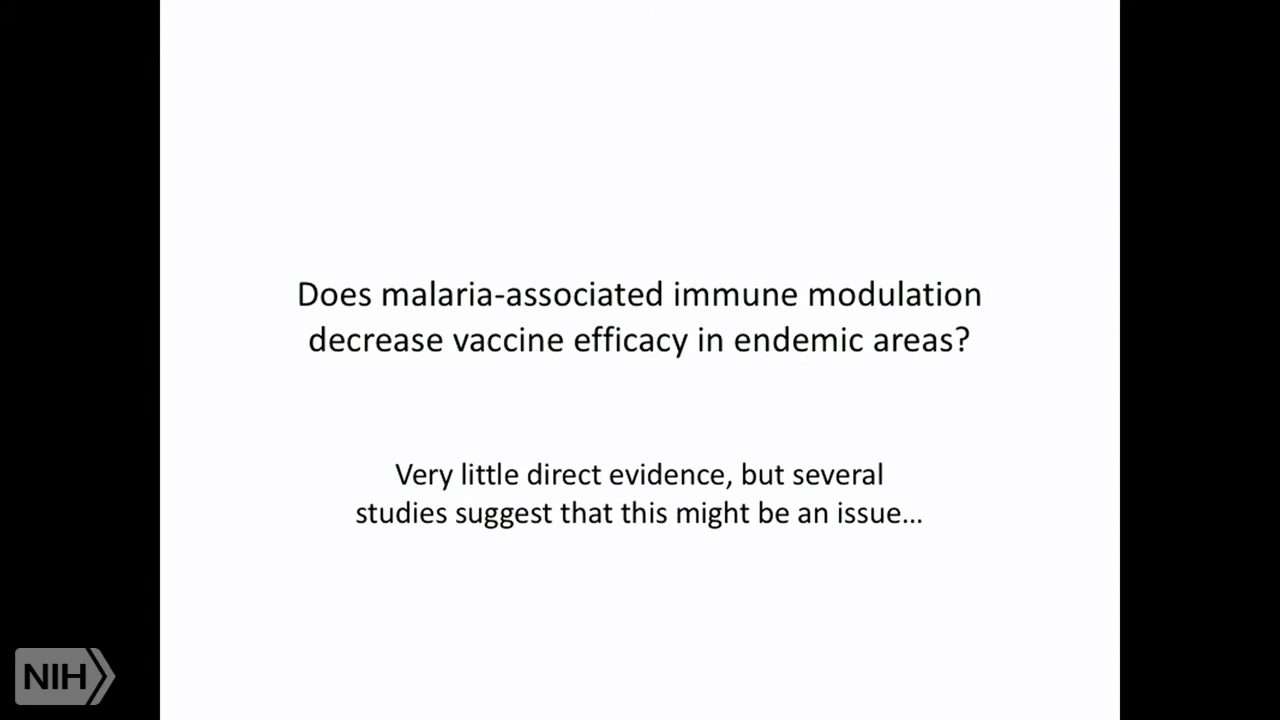 Does malaria-associated immune modulation
decrease vaccine efficacy in endemic areas?
Very little direct evidence, but several
studies suggest that this might be an issue...
NIH